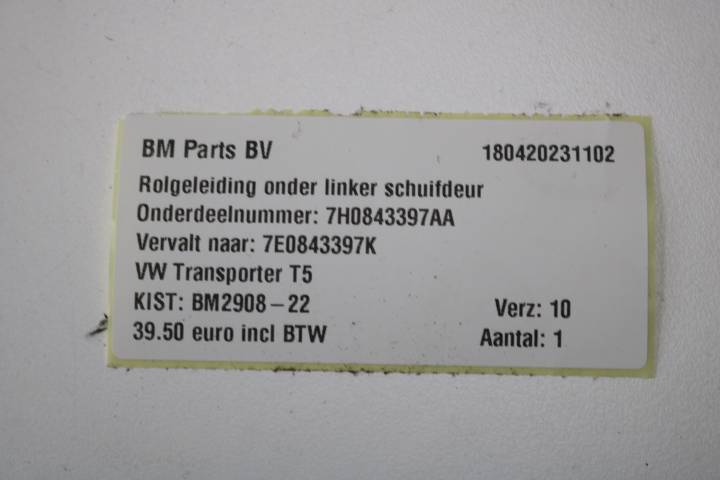 BM Parts BV 180420231102
Rolgeleiding onder linker schuifdeur
Onderdeelnummer: 7H0843397AA
Vervalt naar: 7E0843397K
VW Transporter T5
KIST: BM2908-22 Verz: 10
39.50 euro incl BTW Aantal: 1